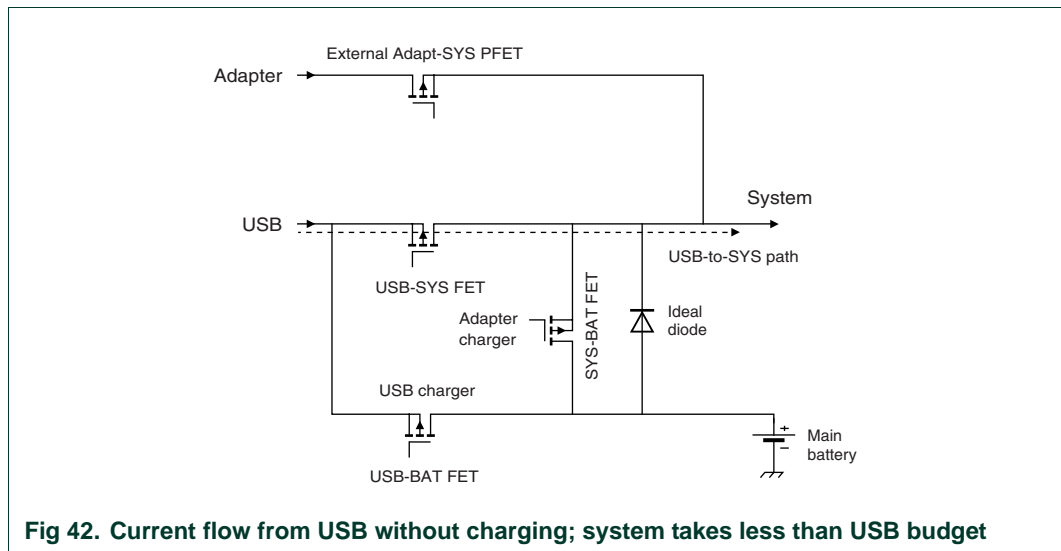 External Adapt-SYS PFET
Adapter
System
USB
USB-to-SYS path
USB-SYS FET
Adapter
charger
SYS-BAT FET
Ideal
diode
USB charger
+
−
Main
battery
USB-BAT FET
Fig 42. Current flow from USB without charging; system takes less than USB budget